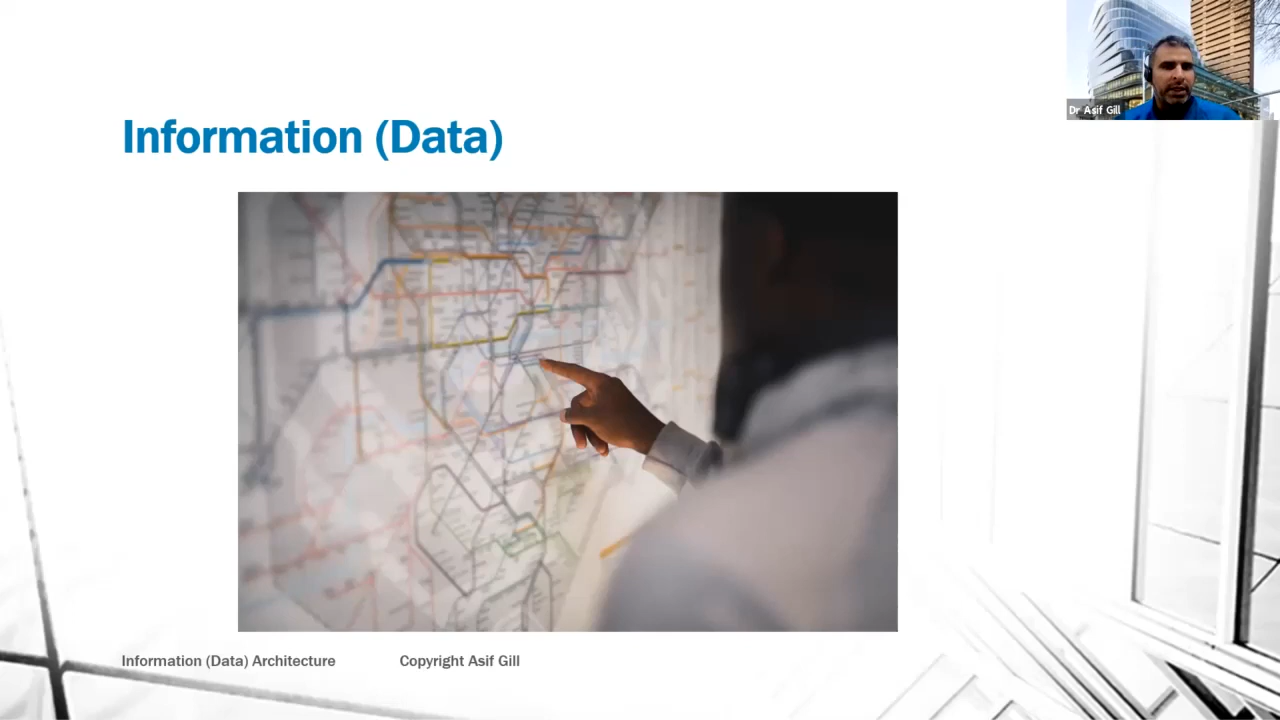 Dr Asif Gill
Information (Data)
Information (Data) Architecture
Copyright Asif Gill